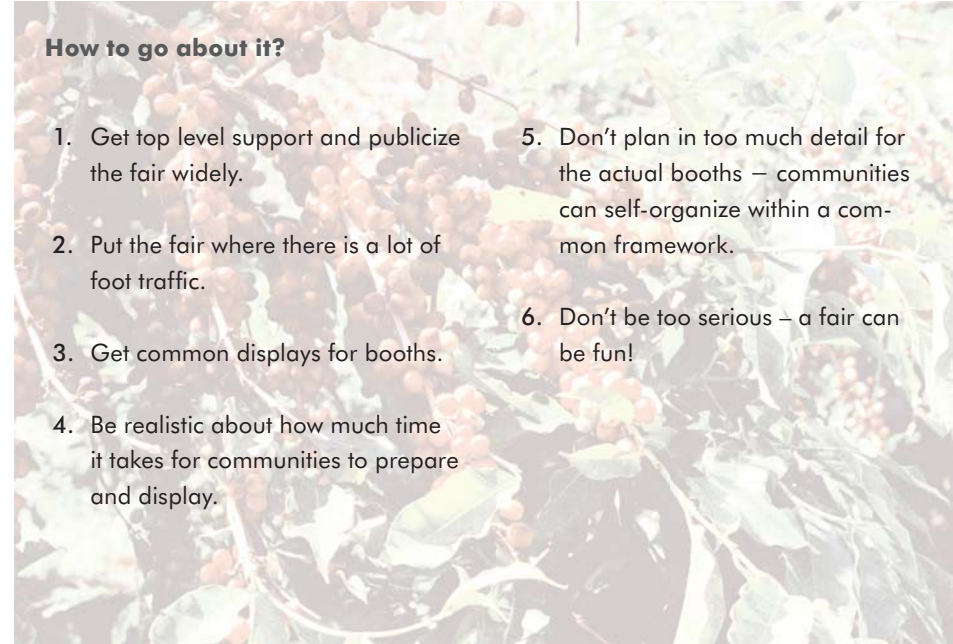 How to go about it?
1. Get top level support and publicize
the fair widely.
2. Put the fair where there is a lot of
foot traffic.
3. Get common displays for booths.
4. Be realistic about how much time
it takes for communities to prepare
and display.
5. Don’t plan in too much detail for
the actual booths — communities
can self-organize within a com-
mon framework.
6. Don’t be too serious – a fair can
be fun!